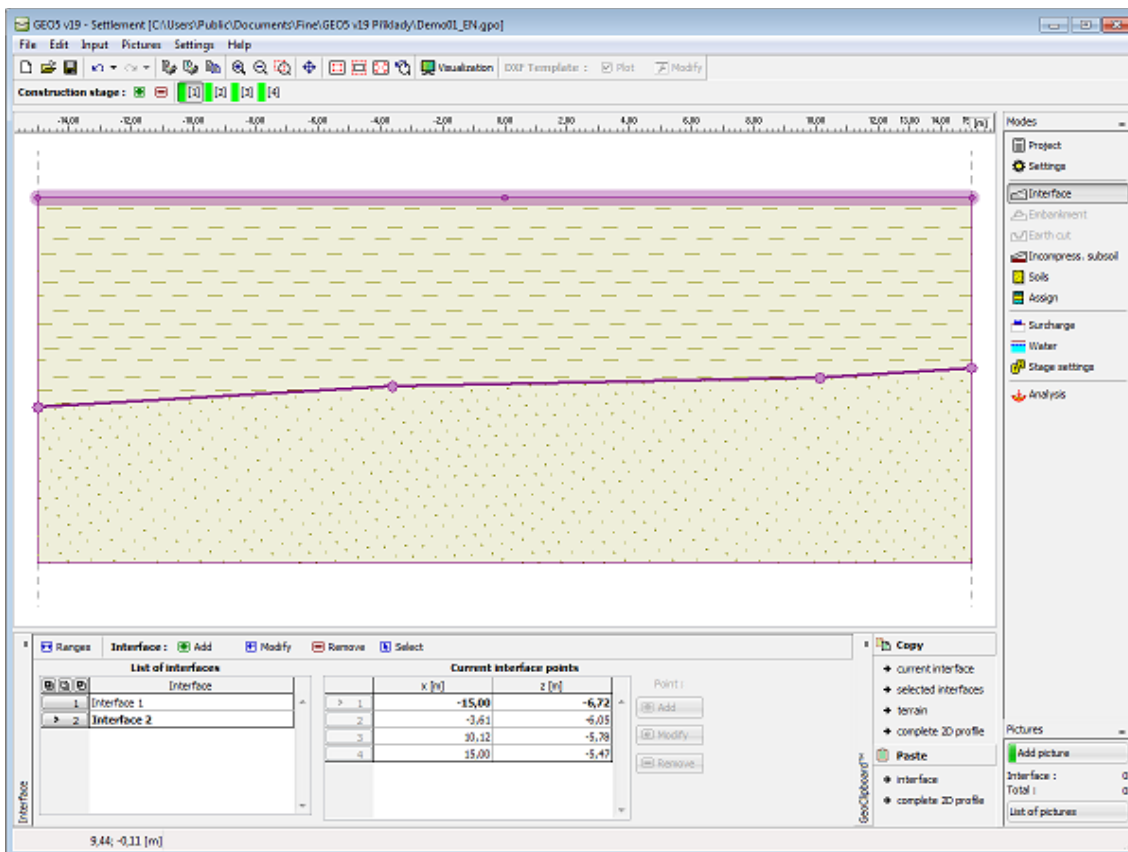 GEO5 v19 - Settlement [C:\Users\Public\Documents\Fine\GEO5 v19 Příklady\Demo01_EN.gpo]
File Edit Input Pictures Settings Help
Visualization DXF Template : Plot Modify
Construction stage : [1] [2] [3] [4]
-14,00 -12,00 -10,00 -8,00 -6,00 -4,00 -2,00 0,00 2,00 4,00 6,00 8,00 10,00 12,00 13,00 14,00 [m]
Modes
Project
Settings
Interface
Embankment
Earth cut
Incompress. subsoil
Soils
Assign
Surcharge
Water
Stage settings
Analysis
Ranges Interface : Add Modify Remove Select
List of interfaces
Interface
1 Interface 1
> 2 Interface 2
Current interface points
x [m] z [m]
> 1 -15,00 -6,72
2 -3,61 -6,05
3 10,12 -5,78
4 15,00 -5,47
Point :
Add
Modify
Remove
Interface
GeoClipboard™
Copy
current interface
selected interfaces
terrain
complete 2D profile
Paste
interface
complete 2D profile
Pictures
Add picture
Interface : 0
Total : 0
List of pictures
9,44; -0,11 [m]